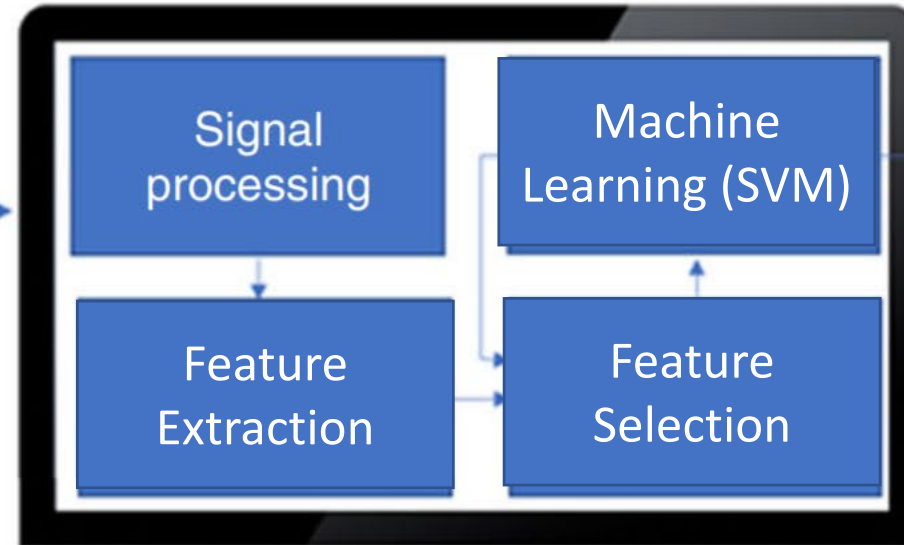 Signal
processing
Machine
Learning (SVM)
Feature
Extraction
Feature
Selection